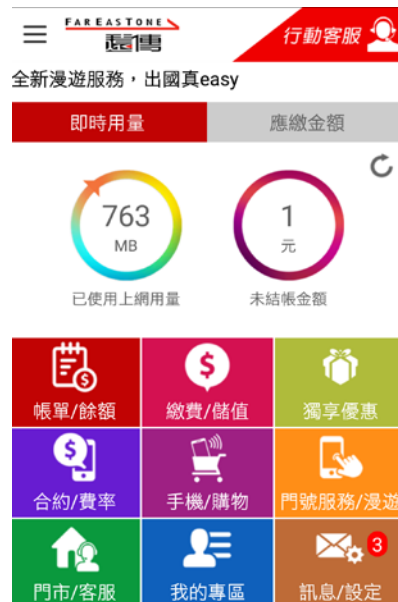 FAREASTONE
遠傳
行動客服
全新漫遊服務，出國真easy
即時用量
應繳金額
763
MB
1
元
已使用上網用量
未結帳金額
帳單/餘額
繳費/儲值
獨享優惠
合約/費率
手機/購物
門號服務/漫遊
3
門市/客服
我的專區
訊息/設定